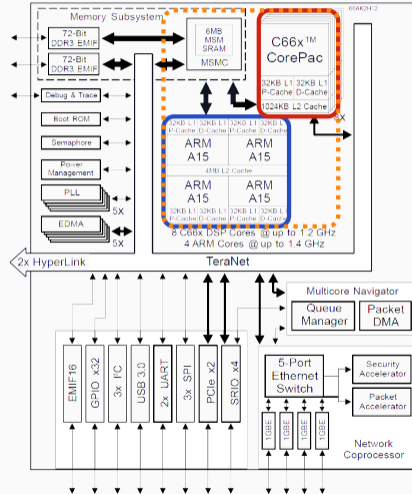 66AK2H12
Memory Subsystem
72-Bit
DDR3 EMIF
72-Bit
DDR3 EMIF
6MB
MSM
SRAM
MSMC
C66x™
CorePac
32KB L1
P-Cache
32KB L1
D-Cache
1024KB L2 Cache
8X
Debug & Trace
Boot ROM
Semaphore
Power
Management
PLL
5X
EDMA
5X
32KB L1
P-Cache
32KB L1
D-Cache
32KB L1
P-Cache
32KB L1
D-Cache
ARM
A15
ARM
A15
4MB L2 Cache
ARM
A15
ARM
A15
32KB L1
P-Cache
32KB L1
D-Cache
32KB L1
P-Cache
32KB L1
D-Cache
8 C66x DSP Cores @ up to 1.2 GHz
4 ARM Cores @ up to 1.4 GHz
2x HyperLink
TeraNet
Multicore Navigator
Queue
Manager
Packet
DMA
EMIF16
GPIO x32
3x I²C
USB 3.0
2x UART
3x SPI
PCIe x2
SRIO x4
5-Port
Ethernet
Switch
Security
Accelerator
Packet
Accelerator
1GBE
1GBE
1GBE
1GBE
Network
Coprocessor